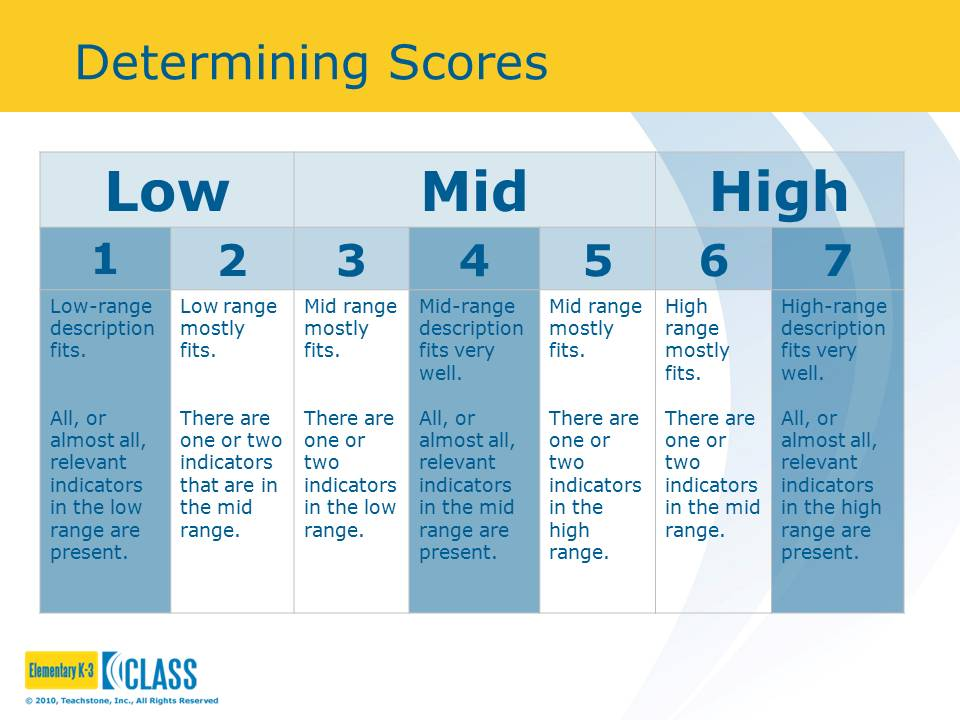 Determining Scores
Low Mid High
1 2 3 4 5 6 7
Low-range
description
fits.
All, or
almost all,
relevant
indicators
in the low
range are
present.
Low range
mostly
fits.
There are
one or two
indicators
that are in
the mid
range.
Mid range
mostly
fits.
There are
one or
two
indicators
in the low
range.
Mid-range
description
fits very
well.
All, or
almost all,
relevant
indicators
in the mid
range are
present.
Mid range
mostly
fits.
There are
one or
two
indicators
in the
high
range.
High
range
mostly
fits.
There are
one or
two
indicators
in the mid
range.
High-range
description
fits very
well.
All, or
almost all,
relevant
indicators
in the high
range are
present.
Elementary K-3 CLASS
© 2010, Teachstone, Inc., All Rights Reserved